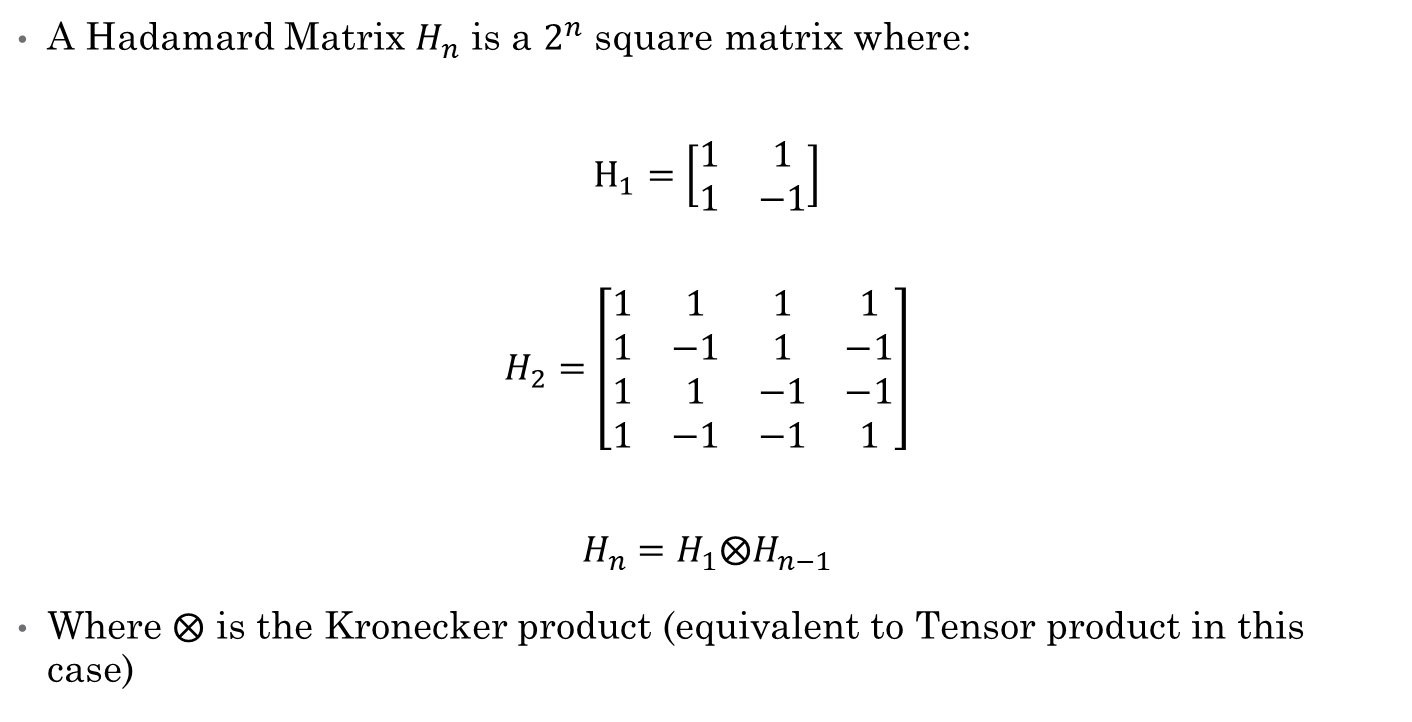 • A Hadamard Matrix Hₙ is a 2ⁿ square matrix where:
H₁ = [1 1
1 −1]
H₂ = [1 1 1 1
1 −1 1 −1
1 1 −1 −1
1 −1 −1 1]
Hₙ = H₁⊗Hₙ₋₁
• Where ⊗ is the Kronecker product (equivalent to Tensor product in this
case)